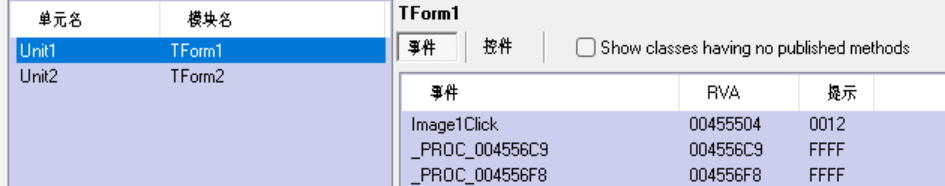 单元名 模块名
Unit1 TForm1
Unit2 TForm2
TForm1
事件 控件 Show classes having no published methods
事件 RVA 提示
Image1Click 00455504 0012
_PROC_004556C9 004556C9 FFFF
_PROC_004556F8 004556F8 FFFF